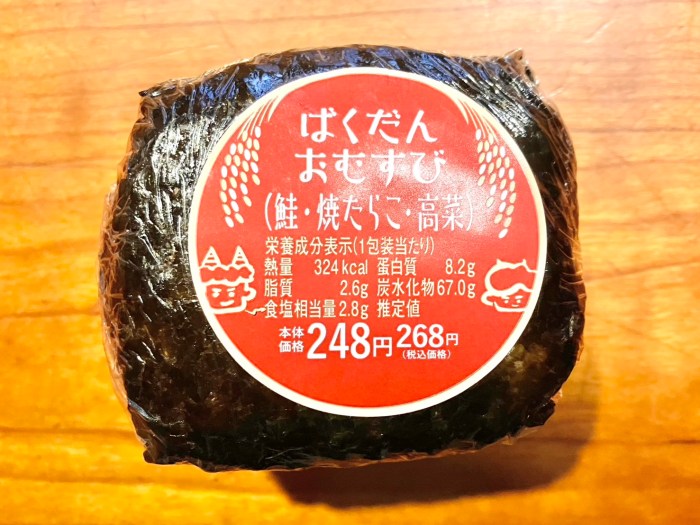 ばくだん
おむすび
(鮭・焼たらこ・高菜)
栄養成分表示(1包装当たり)
熱量 324kcal 蛋白質 8.2g
脂質 2.6g 炭水化物67.0g
食塩相当量2.8g 推定値
本体価格 248円 268円
(税込価格)